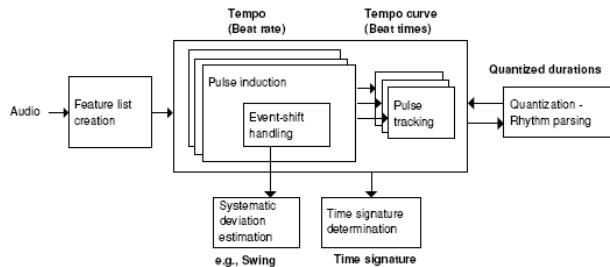 Tempo
(Beat rate)
Tempo curve
(Beat times)
Pulse induction
Quantized durations
Audio
Feature list
creation
Event-shift
handling
Pulse
tracking
Quantization -
Rhythm parsing
Systematic
deviation
estimation
Time signature
determination
e.g., Swing
Time signature